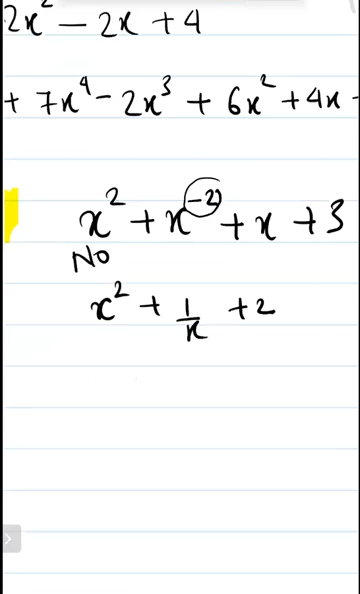 2x² - 2x + 4
+ 7x⁴ - 2x³ + 6x² + 4x -
x² + x⁻² + x + 3
NO
x² + 1/x + 2